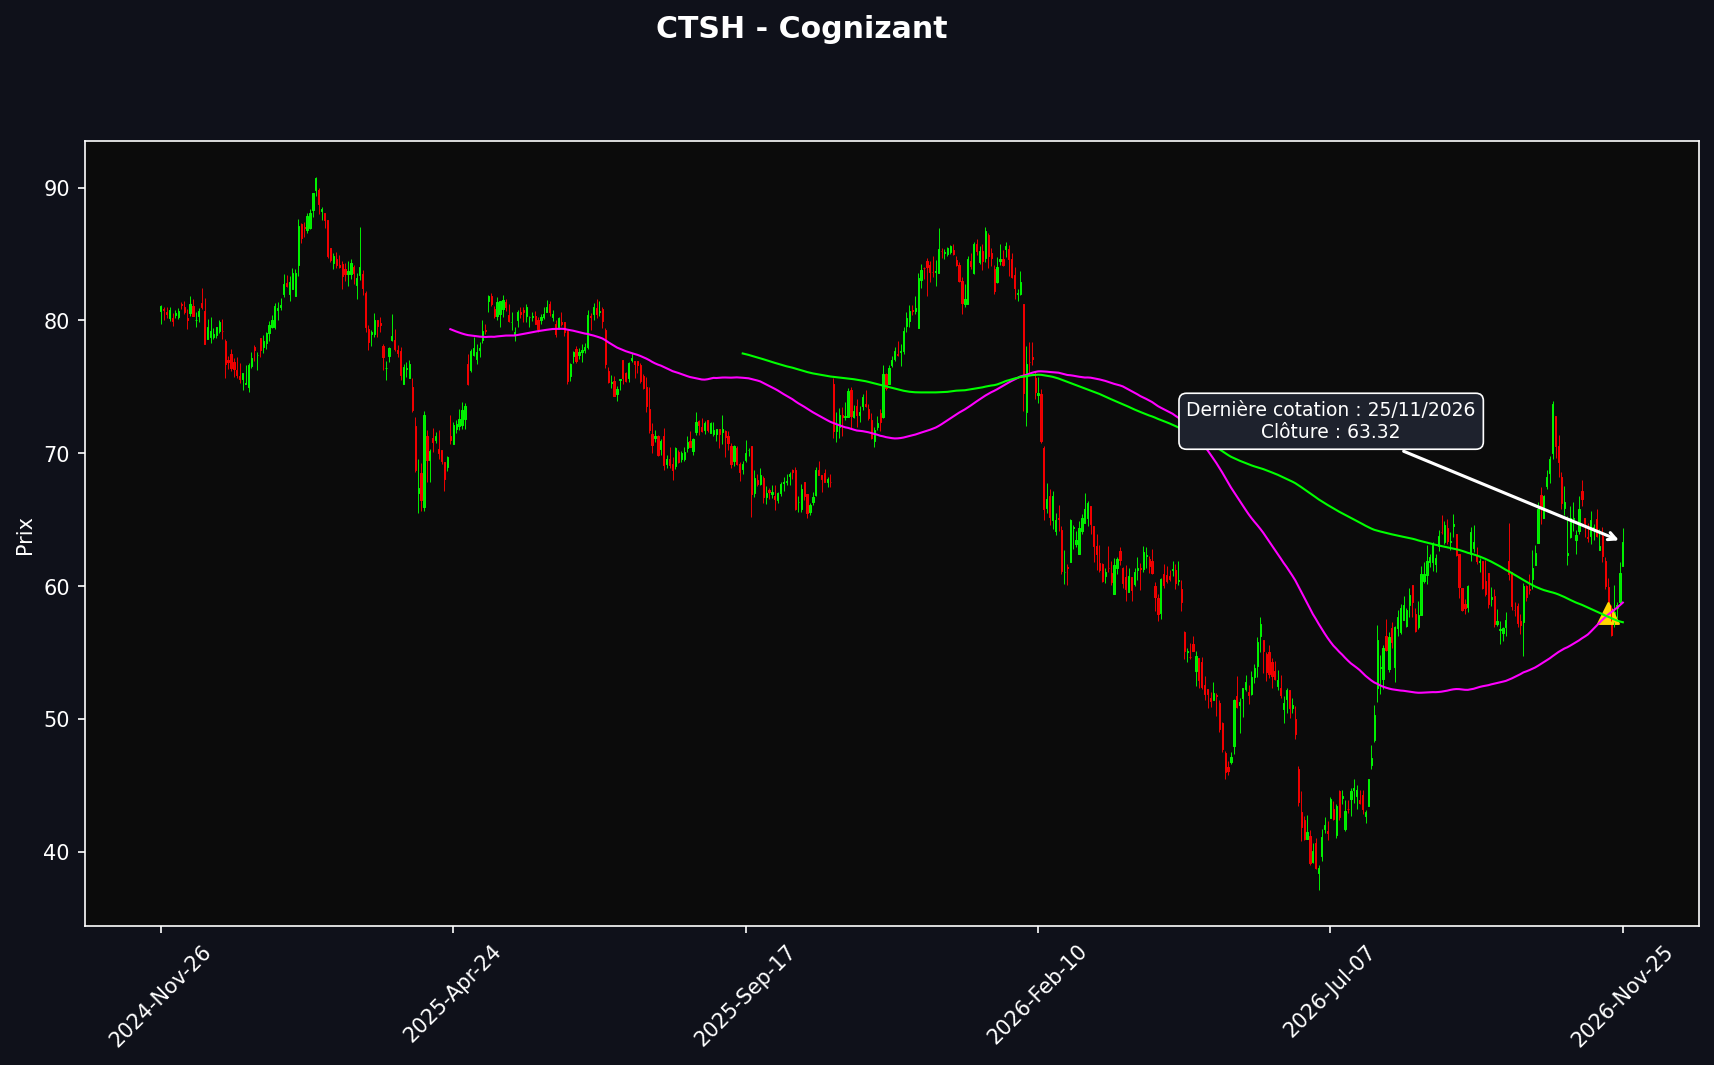 CTSH - Cognizant
Prix
90
80
70
60
50
40
Dernière cotation : 25/11/2026
Clôture : 63.32
2024-Nov-26
2025-Apr-24
2025-Sep-17
2026-Feb-10
2026-Jul-07
2026-Nov-25